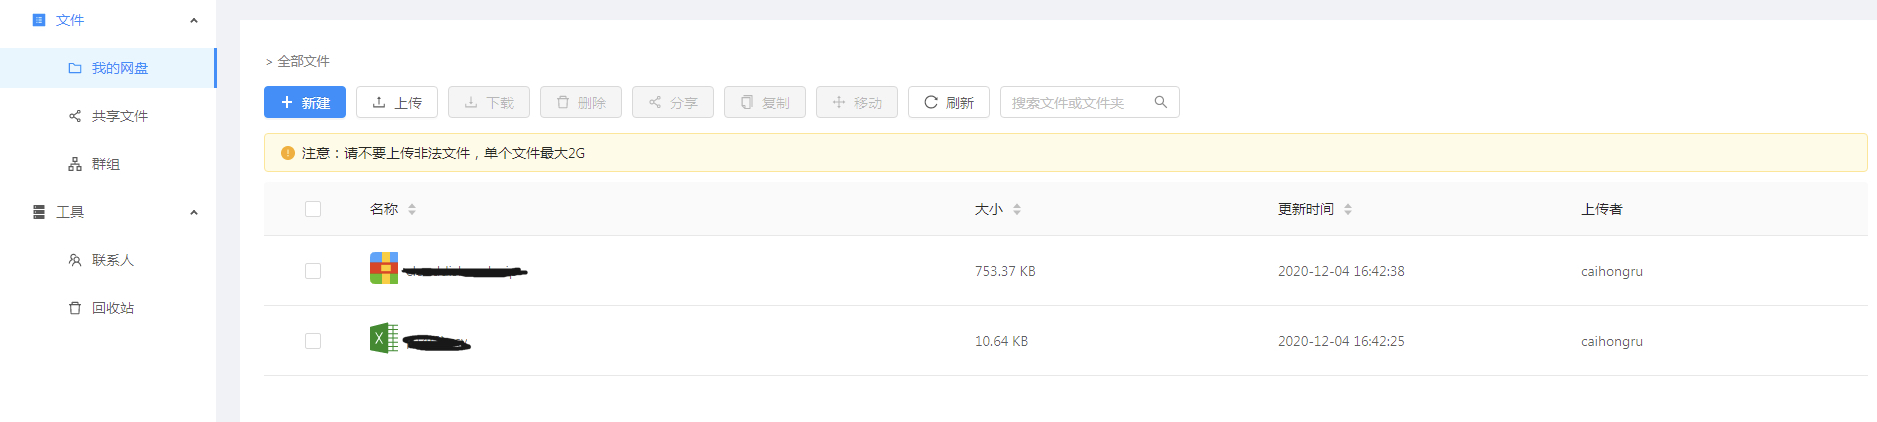 文件
我的网盘
共享文件
群组
工具
联系人
回收站
> 全部文件
新建 上传 下载 删除 分享 复制 移动 刷新 搜索文件或文件夹
注意：请不要上传非法文件，单个文件最大2G
名称 大小 更新时间 上传者
753.37 KB 2020-12-04 16:42:38 caihongru
10.64 KB 2020-12-04 16:42:25 caihongru